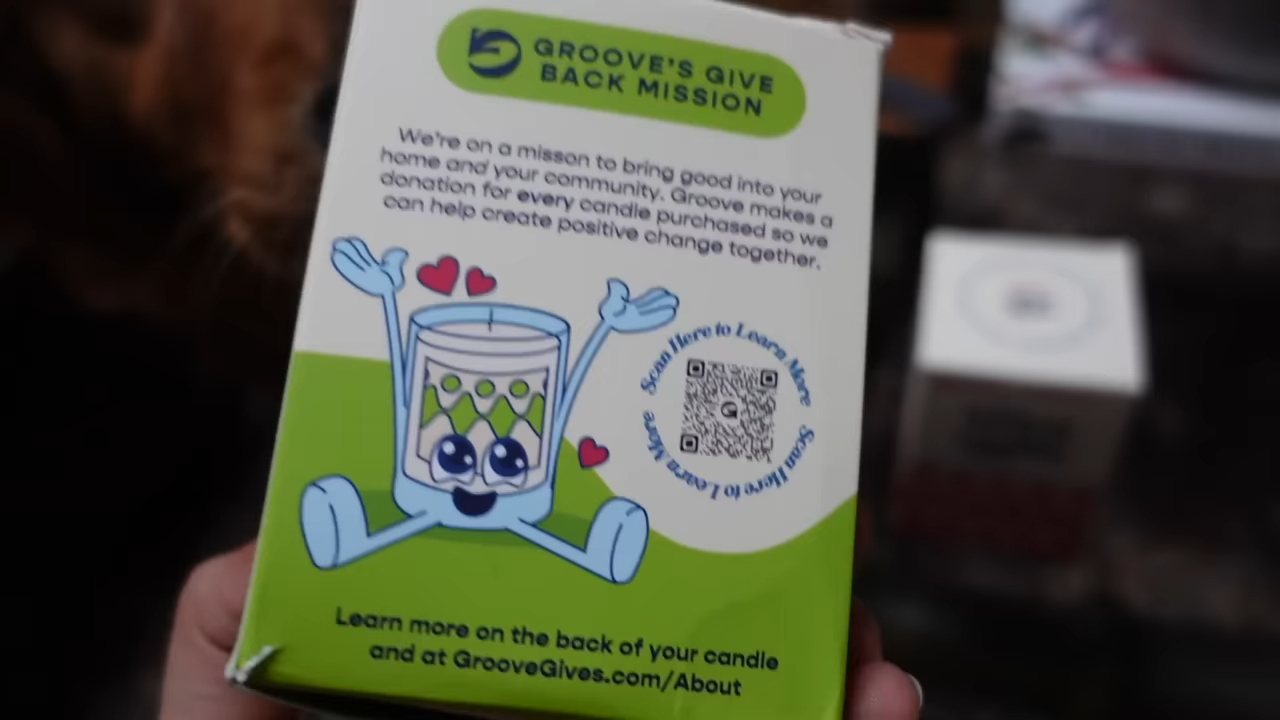 GROOVE'S GIVE
BACK MISSION
We're on a misson to bring good into your
home and your community. Groove makes a
donation for every candle purchased so we
can help create positive change together.
Scan Here to Learn More
Scan Here to Learn More
Learn more on the back of your candle
and at GrooveGives.com/About